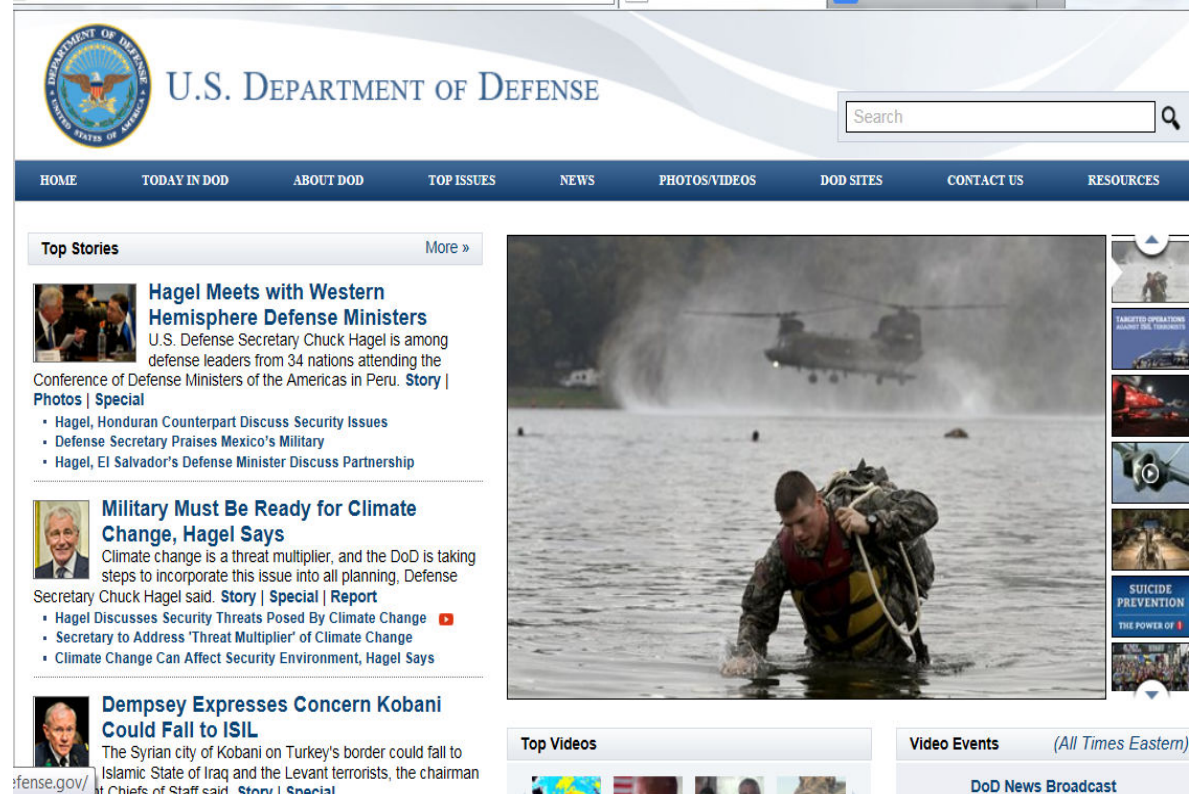 DEPARTMENT OF DEFENSE
UNITED STATES OF AMERICA
U.S. DEPARTMENT OF DEFENSE
Search
HOME
TODAY IN DOD
ABOUT DOD
TOP ISSUES
NEWS
PHOTOS/VIDEOS
DOD SITES
CONTACT US
RESOURCES
Top Stories
More »
Hagel Meets with Western
Hemisphere Defense Ministers
U.S. Defense Secretary Chuck Hagel is among
defense leaders from 34 nations attending the
Conference of Defense Ministers of the Americas in Peru. Story |
Photos | Special
▪ Hagel, Honduran Counterpart Discuss Security Issues
▪ Defense Secretary Praises Mexico's Military
▪ Hagel, El Salvador's Defense Minister Discuss Partnership
Military Must Be Ready for Climate
Change, Hagel Says
Climate change is a threat multiplier, and the DoD is taking
steps to incorporate this issue into all planning, Defense
Secretary Chuck Hagel said. Story | Special | Report
▪ Hagel Discusses Security Threats Posed By Climate Change
▪ Secretary to Address 'Threat Multiplier' of Climate Change
▪ Climate Change Can Affect Security Environment, Hagel Says
Dempsey Expresses Concern Kobani
Could Fall to ISIL
The Syrian city of Kobani on Turkey's border could fall to
Islamic State of Iraq and the Levant terrorists, the chairman
t Chiefs of Staff said. Story | Special
efense.gov/
TARGETED OPERATIONS
AGAINST ISIL TERRORISTS
SUICIDE
PREVENTION
THE POWER OF 1
Top Videos
Video Events
(All Times Eastern)
DoD News Broadcast